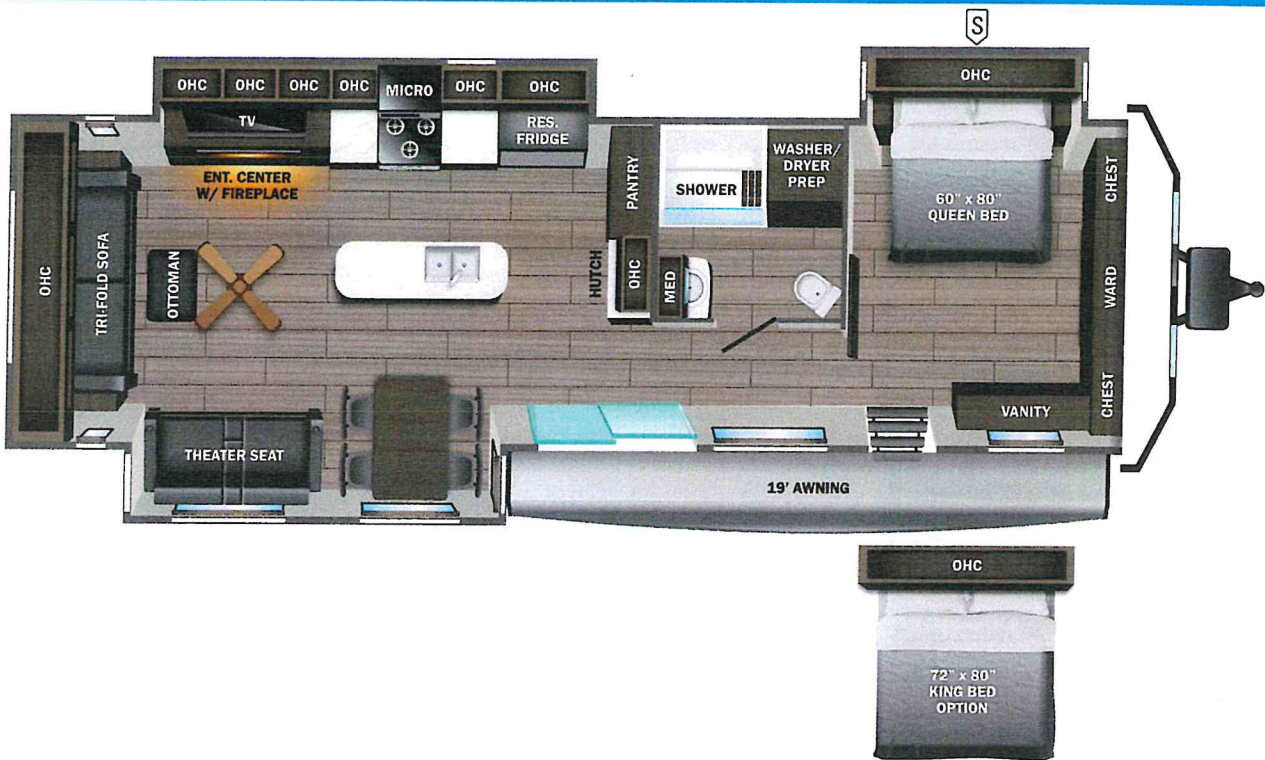 S
OHC
OHC OHC OHC OHC MICRO OHC OHC
TV
RES.
FRIDGE
ENT. CENTER
W/ FIREPLACE
PANTRY
SHOWER
WASHER/
DRYER
PREP
60" x 80"
QUEEN BED
CHEST
WARD
CHEST
OHC
TRI-FOLD SOFA
OTTOMAN
HUTCH
OHC
MED
VANITY
THEATER SEAT
19' AWNING
OHC
72" x 80"
KING BED
OPTION